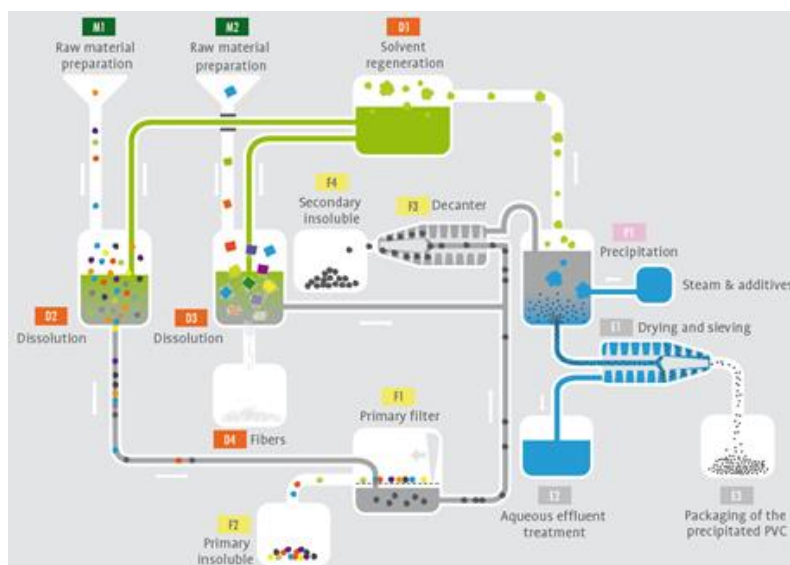 M1
Raw material
preparation
M2
Raw material
preparation
D1
Solvent
regeneration
F4
Secondary
insoluble
F3 Decanter
P1
Precipitation
Steam & additives
D2
Dissolution
D3
Dissolution
E1 Drying and sieving
F1
Primary filter
D4 Fibers
F2
Primary
insoluble
E2
Aqueous effluent
treatment
E3
Packaging of the
precipitated PVC